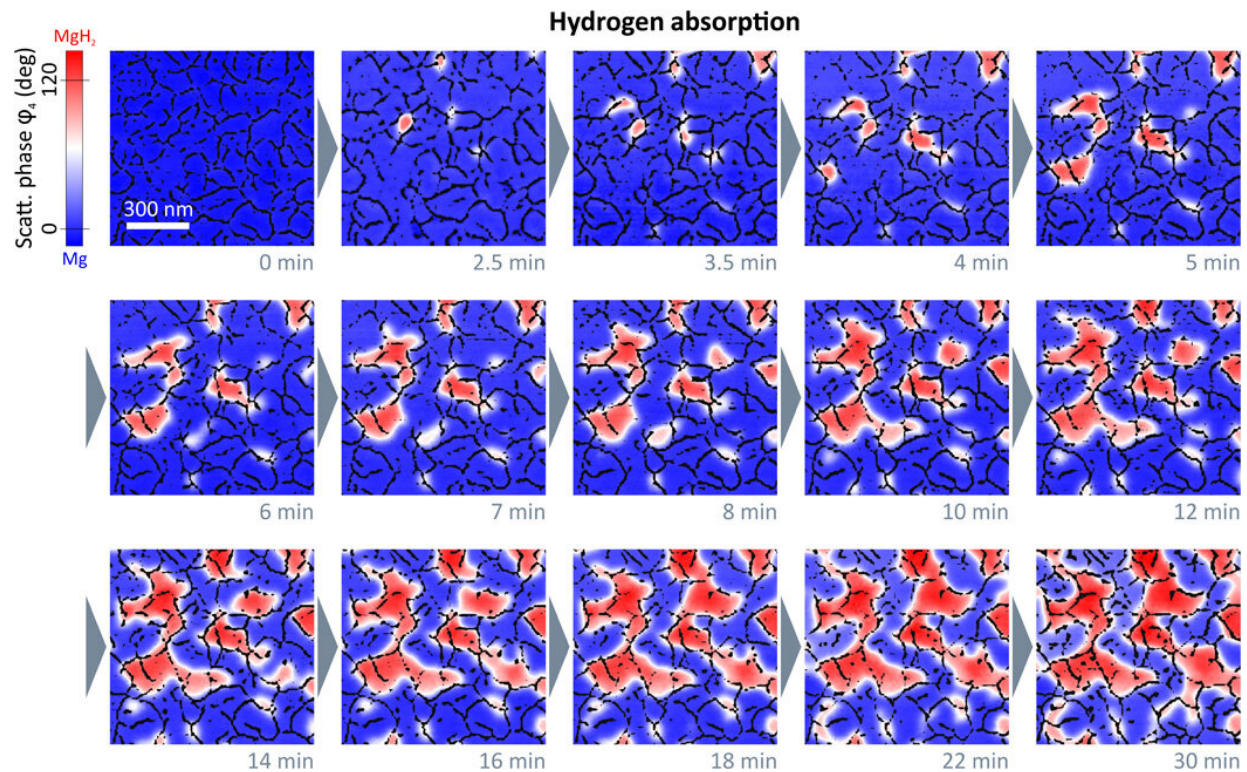 Hydrogen absorption
MgH₂
120
0
Scatt. phase φ₄ (deg)
Mg
300 nm
0 min
2.5 min
3.5 min
4 min
5 min
6 min
7 min
8 min
10 min
12 min
14 min
16 min
18 min
22 min
30 min